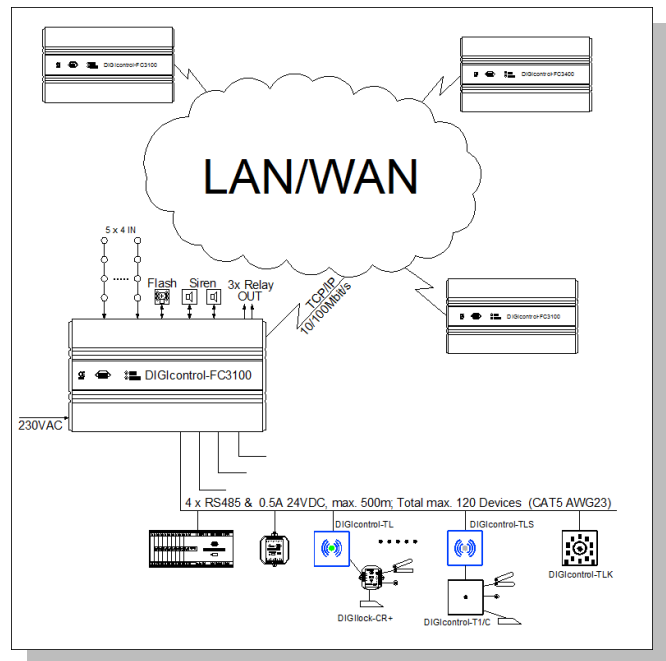 DIGIcontrol-FC3100
DIGIcontrol-FC3400
LAN/WAN
5 x 4 IN
Flash
Siren
3x Relay
OUT
TCP/IP
10/100Mbit/s
DIGIcontrol-FC3100
DIGIcontrol-FC3100
230VAC
4 x RS485 & 0.5A 24VDC, max. 500m; Total max. 120 Devices (CAT5 AWG23)
DIGIcontrol-TL
DIGIcontrol-TLS
DIGIcontrol-TLK
DIGIlock-CR+
DIGIcontrol-T1/C